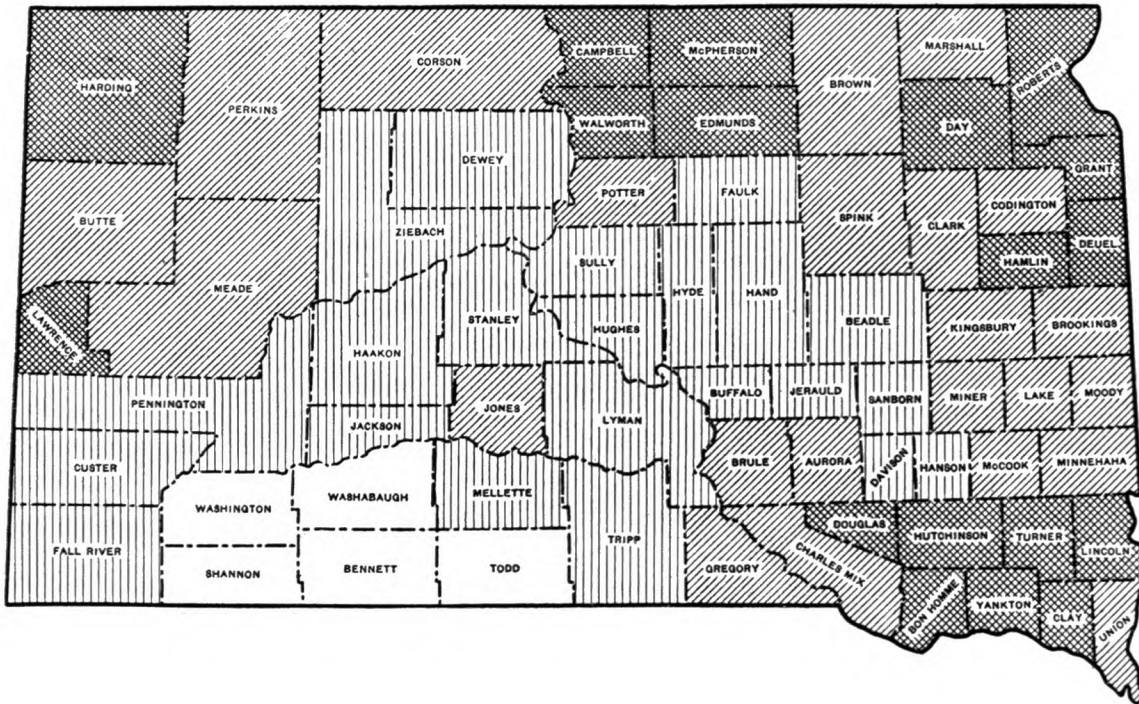 HARDING
PERKINS
CORSON
CAMPBELL
McPHERSON
BROWN
MARSHALL
ROBERTS
WALWORTH
EDMUNDS
DAY
DEWEY
GRANT
POTTER
FAULK
CODINGTON
BUTTE
ZIEBACH
SPINK
CLARK
DEUEL
HAMLIN
SULLY
MEADE
HYDE
HAND
STANLEY
HUGHES
BEADLE
KINGSBURY
BROOKINGS
LAWRENCE
HAAKON
PENNINGTON
BUFFALO
JERAULD
SANBORN
MINER
LAKE
MOODY
JONES
LYMAN
JACKSON
CUSTER
BRULE
AURORA
DAVISON
HANSON
McCOOK
MINNEHAHA
WASHINGTON
WASHABAUGH
MELLETTE
FALL RIVER
TRIPP
DOUGLAS
HUTCHINSON
TURNER
LINCOLN
SHANNON
BENNETT
TODD
GREGORY
CHARLES MIX
BON HOMME
YANKTON
CLAY
UNION